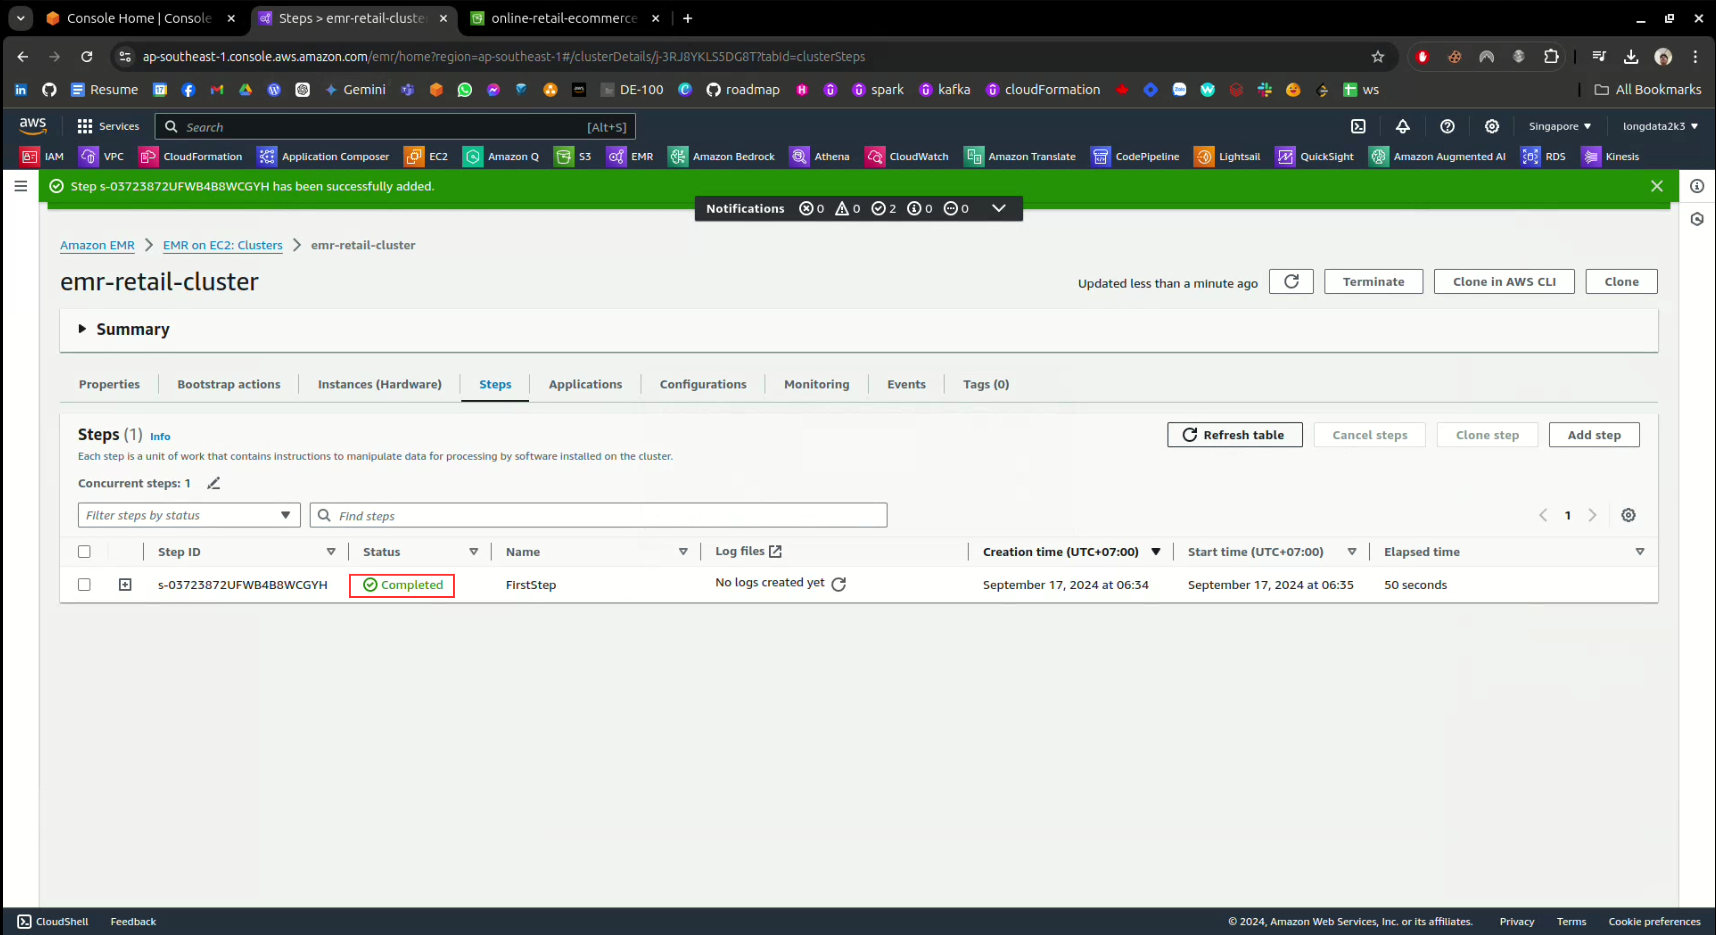 Console Home | Console
Steps > emr-retail-cluste
online-retail-ecommerce
ap-southeast-1.console.aws.amazon.com/emr/home?region=ap-southeast-1#/clusterDetails/j-3RJ8YKLS5DG8T?tabId=clusterSteps
Resume
Gemini
DE-100
roadmap
spark
kafka
cloudFormation
ws
All Bookmarks
aws
Services
Search
[Alt+S]
Singapore
longdata2k3
IAM
VPC
CloudFormation
Application Composer
EC2
Amazon Q
S3
EMR
Amazon Bedrock
Athena
CloudWatch
Amazon Translate
CodePipeline
Lightsail
QuickSight
Amazon Augmented AI
RDS
Kinesis
Step s-03723872UFWB4B8WCGYH has been successfully added.
Notifications 0 0 2 0 0
Amazon EMR
EMR on EC2: Clusters
emr-retail-cluster
emr-retail-cluster
Updated less than a minute ago
Terminate
Clone in AWS CLI
Clone
Summary
Properties
Bootstrap actions
Instances (Hardware)
Steps
Applications
Configurations
Monitoring
Events
Tags (0)
Steps (1) Info
Refresh table
Cancel steps
Clone step
Add step
Each step is a unit of work that contains instructions to manipulate data for processing by software installed on the cluster.
Concurrent steps: 1
Filter steps by status
Find steps
1
Step ID
Status
Name
Log files
Creation time (UTC+07:00)
Start time (UTC+07:00)
Elapsed time
s-03723872UFWB4B8WCGYH
Completed
FirstStep
No logs created yet
September 17, 2024 at 06:34
September 17, 2024 at 06:35
50 seconds
CloudShell
Feedback
© 2024, Amazon Web Services, Inc. or its affiliates.
Privacy
Terms
Cookie preferences